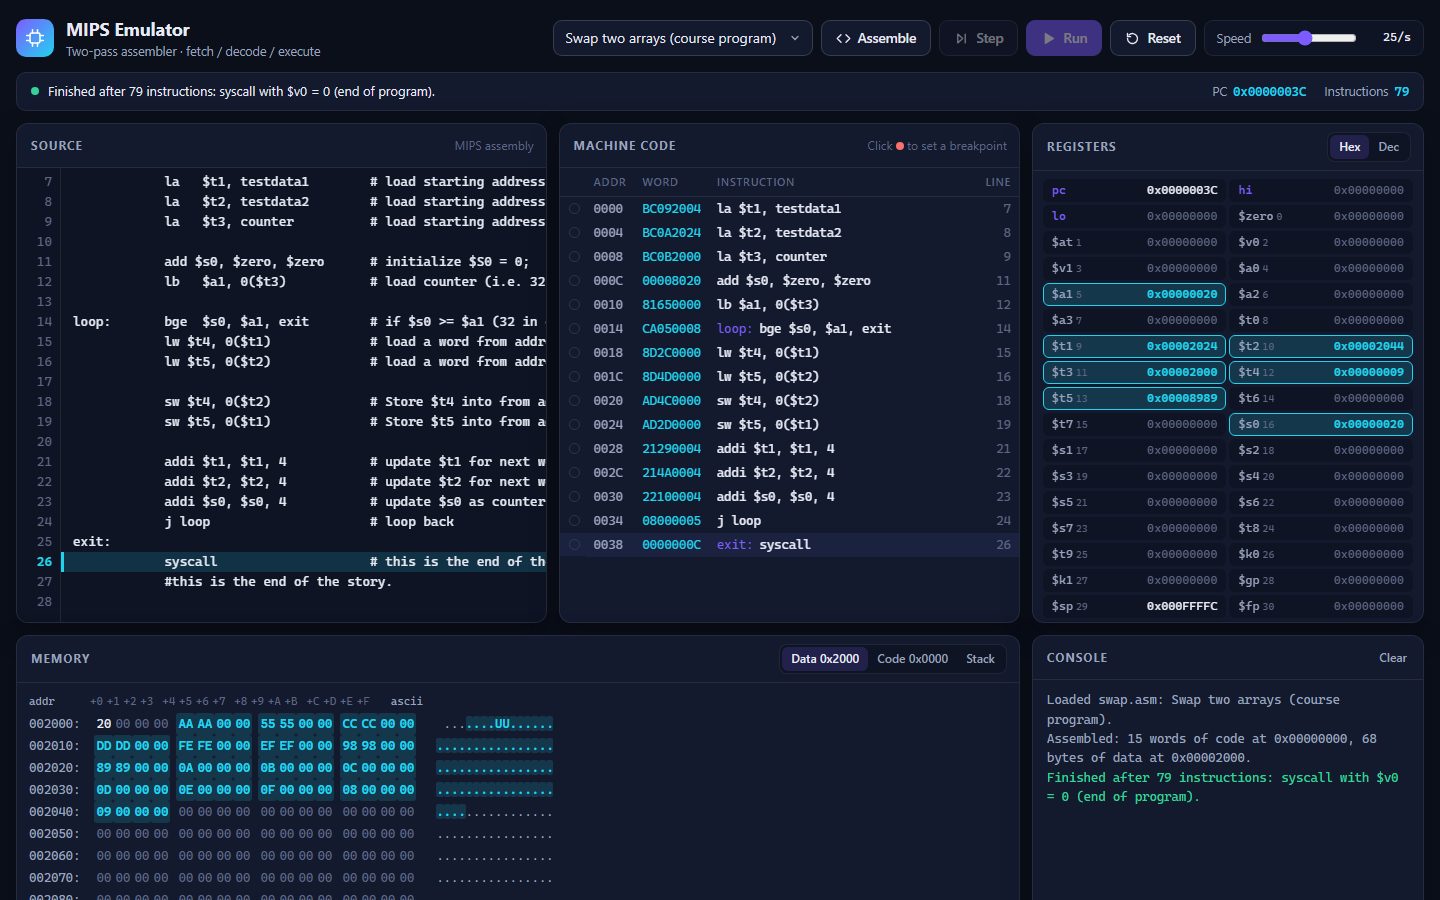 MIPS Emulator
Two-pass assembler · fetch / decode / execute
Swap two arrays (course program)
Assemble
Step
Run
Reset
Speed 25/s
Finished after 79 instructions: syscall with $v0 = 0 (end of program).
PC 0x0000003C Instructions 79
SOURCE MIPS assembly
7 la $t1, testdata1 # load starting address
8 la $t2, testdata2 # load starting address
9 la $t3, counter # load starting address
10
11 add $s0, $zero, $zero # initialize $S0 = 0;
12 lb $a1, 0($t3) # load counter (i.e. 32
13
14 loop: bge $s0, $a1, exit # if $s0 >= $a1 (32 in
15 lw $t4, 0($t1) # load a word from addr
16 lw $t5, 0($t2) # load a word from addr
17
18 sw $t4, 0($t2) # Store $t4 into from a
19 sw $t5, 0($t1) # Store $t5 into from a
20
21 addi $t1, $t1, 4 # update $t1 for next w
22 addi $t2, $t2, 4 # update $t2 for next w
23 addi $s0, $s0, 4 # update $s0 as counter
24 j loop # loop back
25 exit:
26 syscall # this is the end of th
27 #this is the end of the story.
28
MACHINE CODE Click to set a breakpoint
ADDR WORD INSTRUCTION LINE
0000 BC092004 la $t1, testdata1 7
0004 BC0A2024 la $t2, testdata2 8
0008 BC0B2000 la $t3, counter 9
000C 00008020 add $s0, $zero, $zero 11
0010 81650000 lb $a1, 0($t3) 12
0014 CA050008 loop: bge $s0, $a1, exit 14
0018 8D2C0000 lw $t4, 0($t1) 15
001C 8D4D0000 lw $t5, 0($t2) 16
0020 AD4C0000 sw $t4, 0($t2) 18
0024 AD2D0000 sw $t5, 0($t1) 19
0028 21290004 addi $t1, $t1, 4 21
002C 214A0004 addi $t2, $t2, 4 22
0030 22100004 addi $s0, $s0, 4 23
0034 08000005 j loop 24
0038 0000000C exit: syscall 26
REGISTERS Hex Dec
pc 0x0000003C hi 0x00000000
lo 0x00000000 $zero 0 0x00000000
$at 1 0x00000000 $v0 2 0x00000000
$v1 3 0x00000000 $a0 4 0x00000000
$a1 5 0x00000020 $a2 6 0x00000000
$a3 7 0x00000000 $t0 8 0x00000000
$t1 9 0x00002024 $t2 10 0x00002044
$t3 11 0x00002000 $t4 12 0x00000009
$t5 13 0x00008989 $t6 14 0x00000000
$t7 15 0x00000000 $s0 16 0x00000020
$s1 17 0x00000000 $s2 18 0x00000000
$s3 19 0x00000000 $s4 20 0x00000000
$s5 21 0x00000000 $s6 22 0x00000000
$s7 23 0x00000000 $t8 24 0x00000000
$t9 25 0x00000000 $k0 26 0x00000000
$k1 27 0x00000000 $gp 28 0x00000000
$sp 29 0x000FFFFC $fp 30 0x00000000
MEMORY Data 0x2000 Code 0x0000 Stack
addr +0 +1 +2 +3 +4 +5 +6 +7 +8 +9 +A +B +C +D +E +F ascii
002000: 20 00 00 00 AA AA 00 00 55 55 00 00 CC CC 00 00 .......UU......
002010: DD DD 00 00 FE FE 00 00 EF EF 00 00 98 98 00 00 ................
002020: 89 89 00 00 0A 00 00 00 0B 00 00 00 0C 00 00 00 ................
002030: 0D 00 00 00 0E 00 00 00 0F 00 00 00 08 00 00 00 ................
002040: 09 00 00 00 00 00 00 00 00 00 00 00 00 00 00 00 ................
002050: 00 00 00 00 00 00 00 00 00 00 00 00 00 00 00 00 ................
002060: 00 00 00 00 00 00 00 00 00 00 00 00 00 00 00 00 ................
002070: 00 00 00 00 00 00 00 00 00 00 00 00 00 00 00 00 ................
002080: 00 00 00 00 00 00 00 00 00 00 00 00 00 00 00 00
CONSOLE Clear
Loaded swap.asm: Swap two arrays (course
program).
Assembled: 15 words of code at 0x00000000, 68
bytes of data at 0x00002000.
Finished after 79 instructions: syscall with $v0
= 0 (end of program).